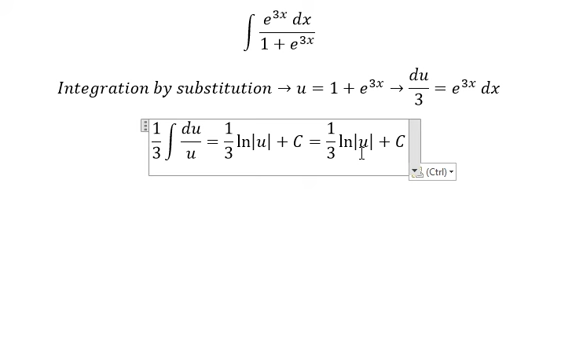 ∫ e^{3x} dx / (1 + e^{3x})
Integration by substitution → u = 1 + e^{3x} → du/3 = e^{3x} dx
1/3 ∫ du/u = 1/3 ln|u| + C = 1/3 ln|u| + C
(Ctrl)